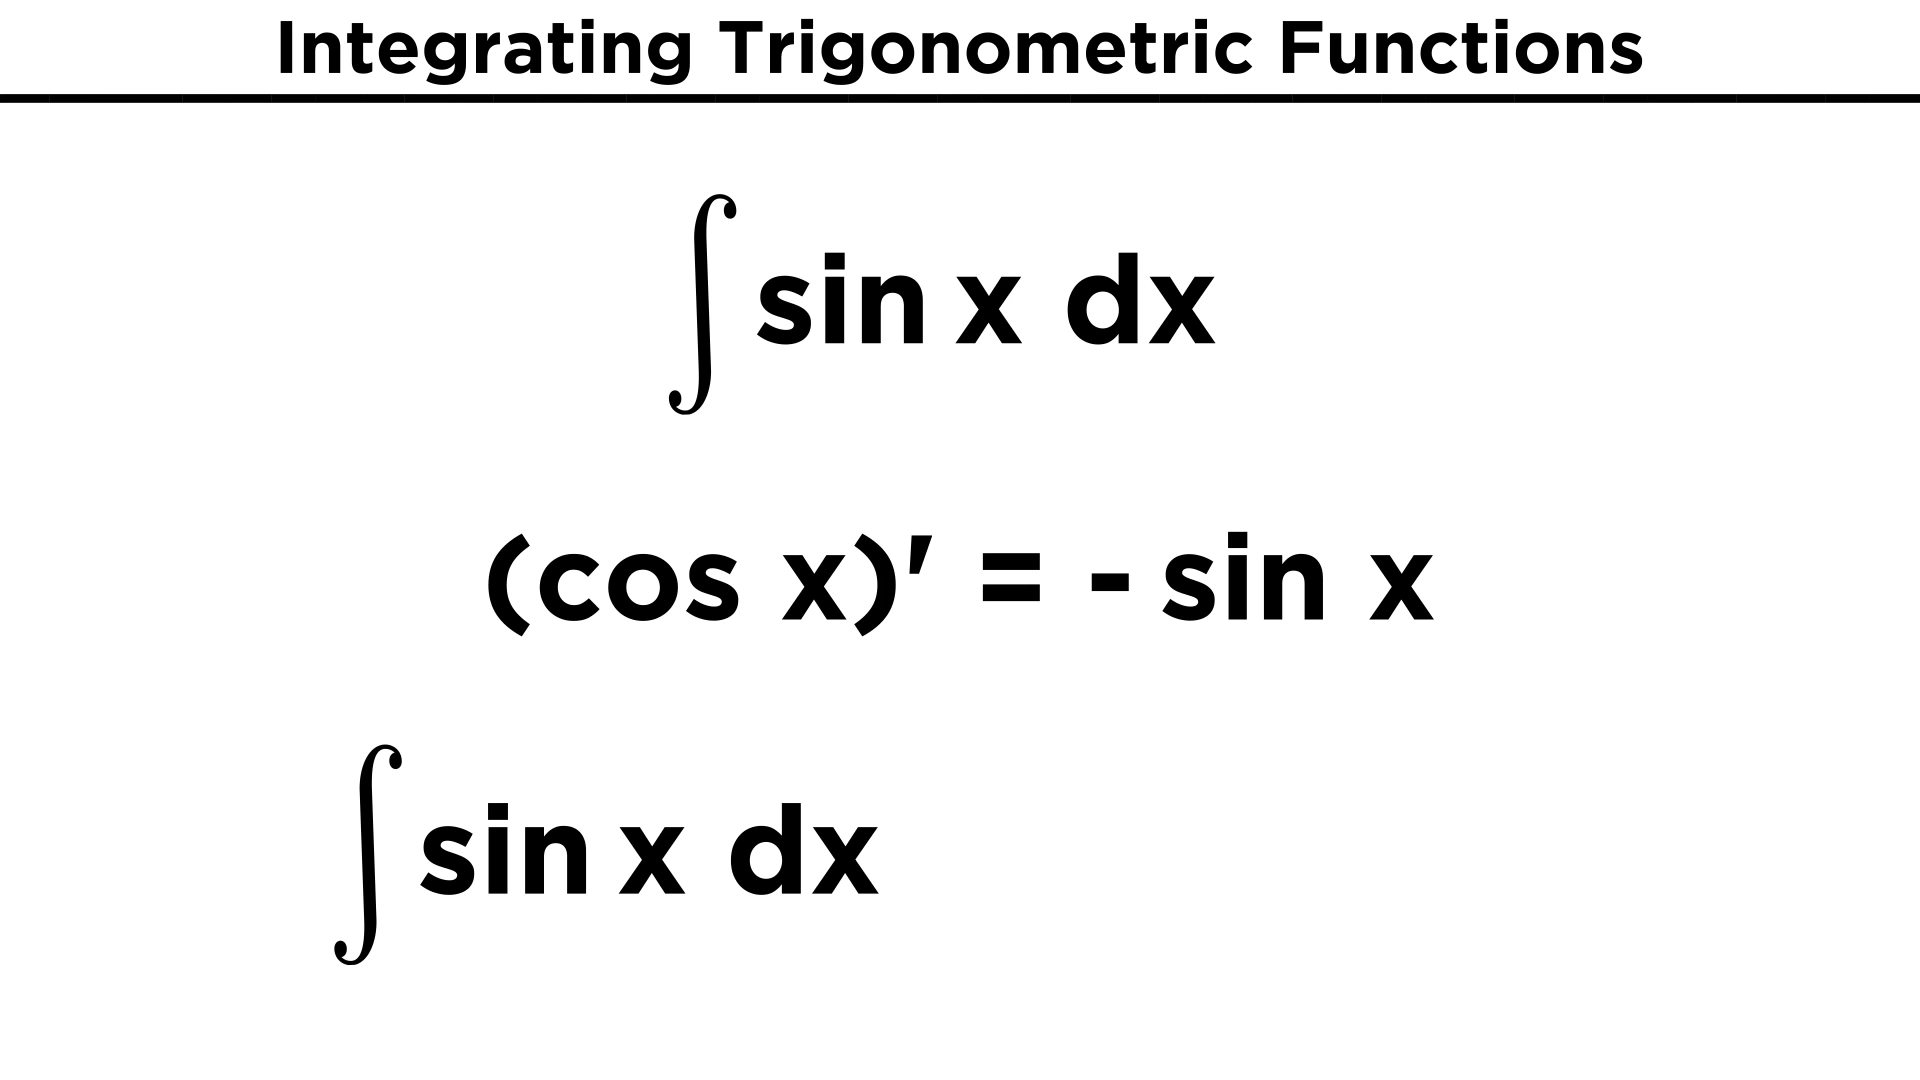 Integrating Trigonometric Functions
∫ sin x dx
(cos x)' = - sin x
∫ sin x dx